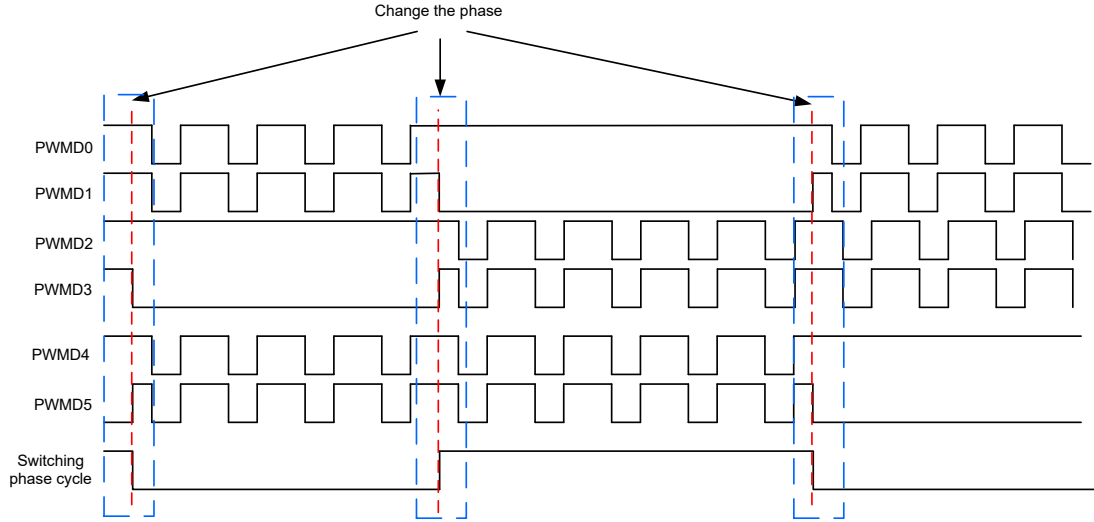 Change the phase
PWMD0
PWMD1
PWMD2
PWMD3
PWMD4
PWMD5
Switching
phase cycle